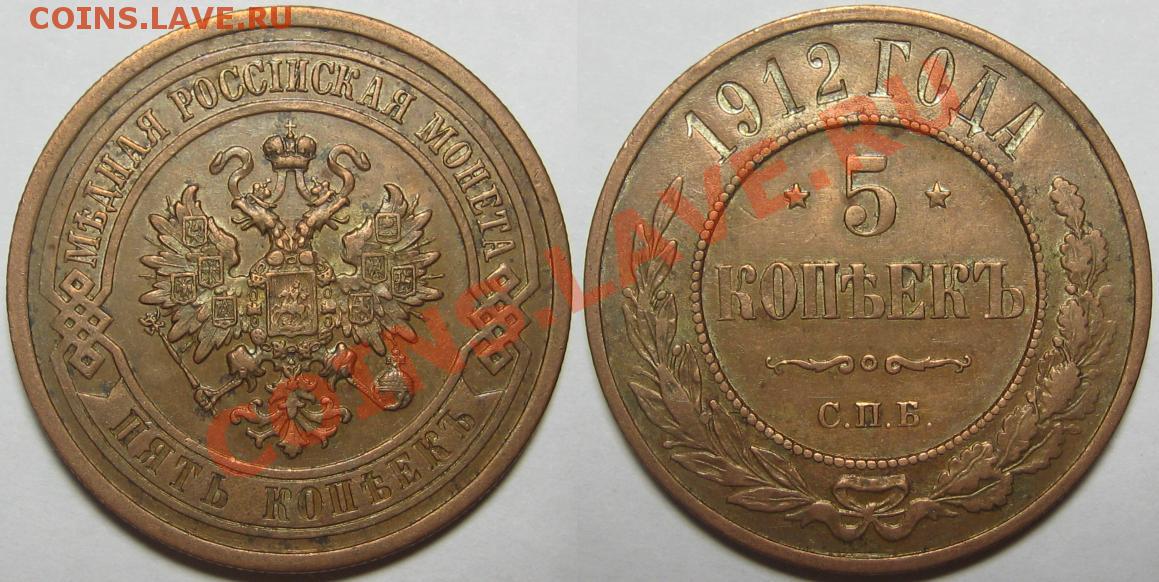 COINS.LAVE.RU
МѢДНАЯ РОССІЙСКАЯ МОНЕТА
ПЯТЬ КОПѢЕКЪ
1912 ГОДА
5
КОПѢЕКЪ
С.П.Б.
COINS.LAVE.RU